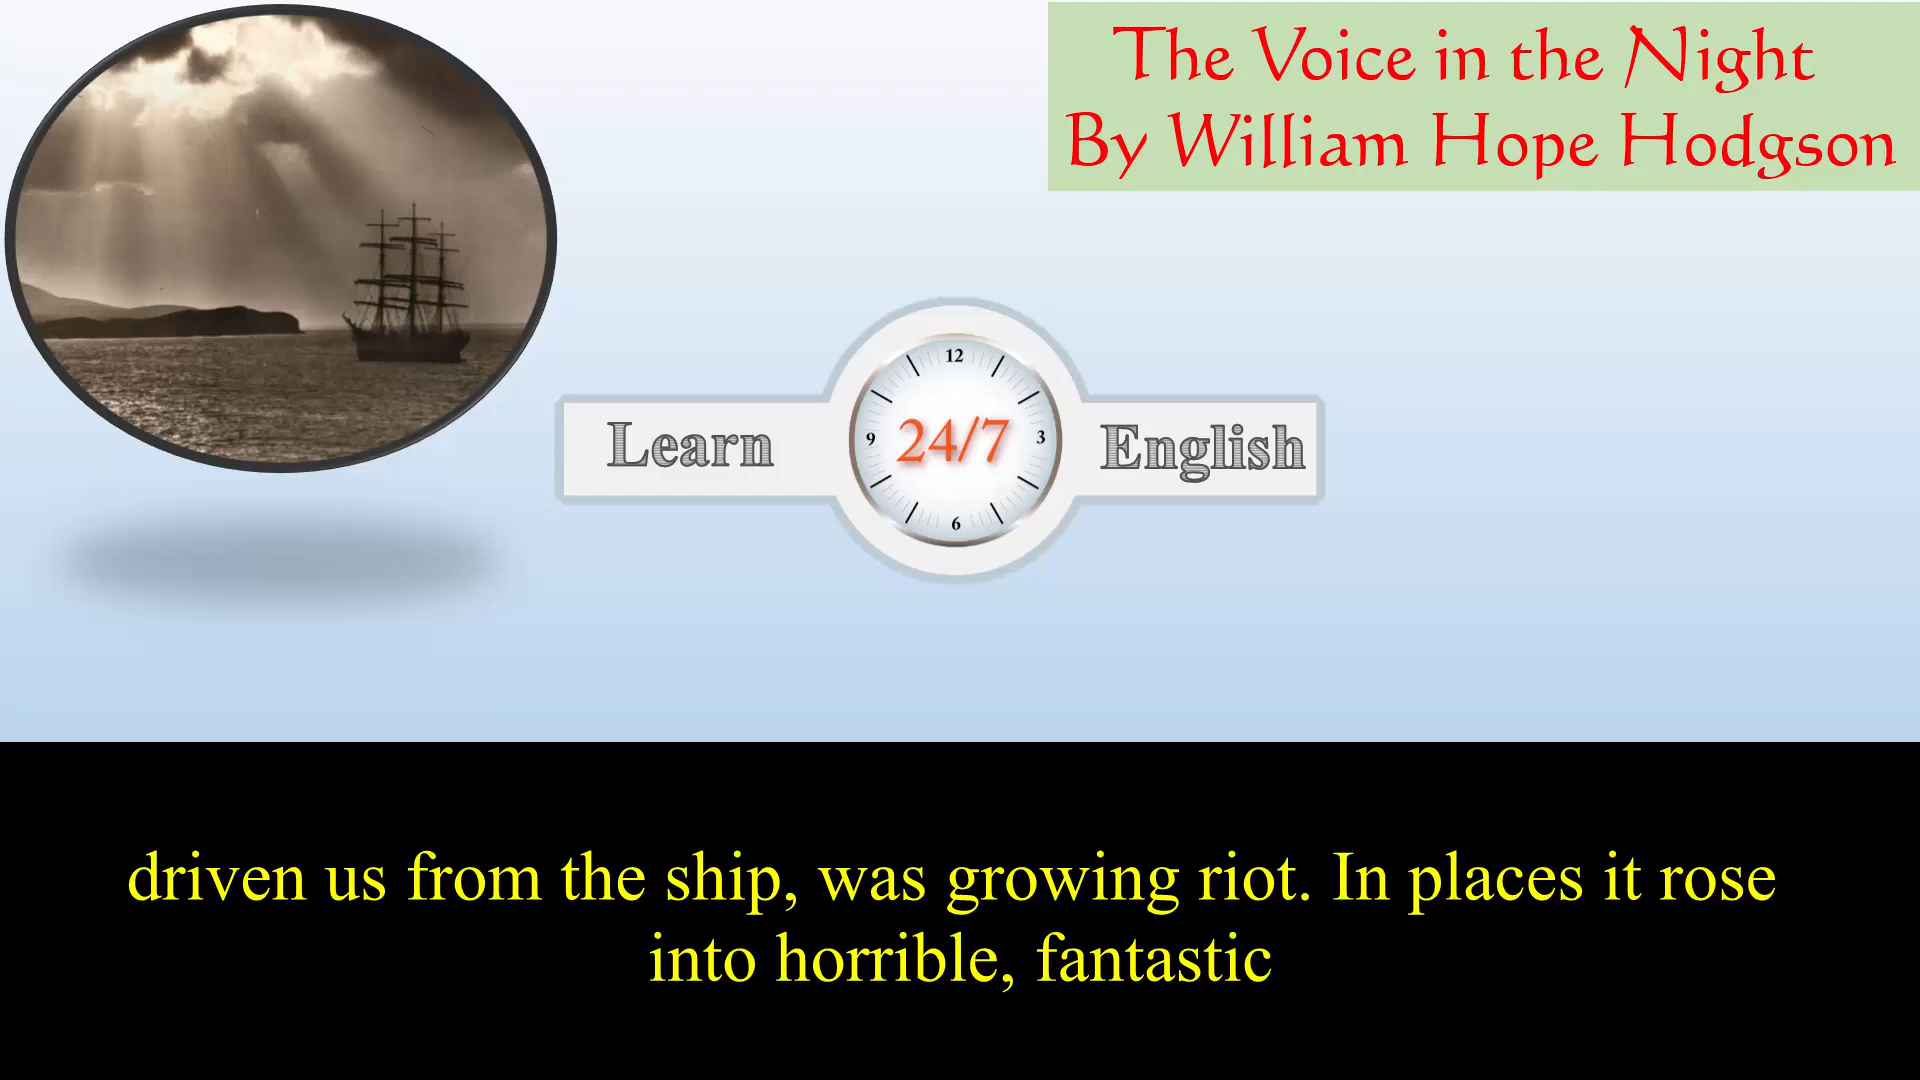 The Voice in the Night
By William Hope Hodgson
12
Learn
9
24/7
3
English
6
driven us from the ship, was growing riot. In places it rose
into horrible, fantastic